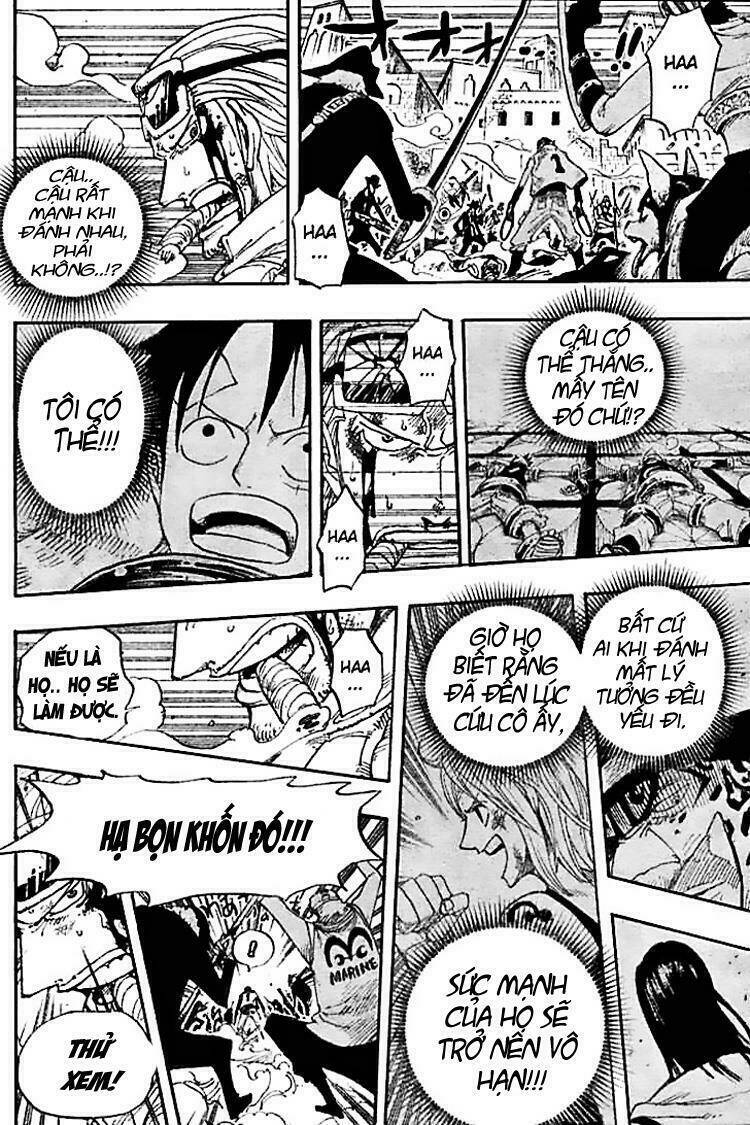 HAA
...
HAA
...
CẬU..
CẬU RẤT
MẠNH KHI
ĐÁNH NHAU,
PHẢI
KHÔNG..!?
CẬU CÓ
THỂ THẮNG..
MẤY TÊN
ĐÓ CHỨ!?
HAA
...
HAA
...
TÔI CÓ
THỂ!!!
BẤT CỨ
AI KHI ĐÁNH
MẤT LÝ
TƯỞNG ĐỀU
YẾU ĐI,
GIỜ HỌ
BIẾT RẰNG
ĐÃ ĐẾN LÚC
CỨU CÔ ẤY,
SỨC MẠNH
CỦA HỌ SẼ
TRỞ NÊN VÔ
HẠN!!!
HAA
...
NẾU LÀ
HỌ.. HỌ SẼ
LÀM ĐƯỢC.
HẠ BỌN KHỐN ĐÓ!!!
!
MARINE
THỬ
XEM!